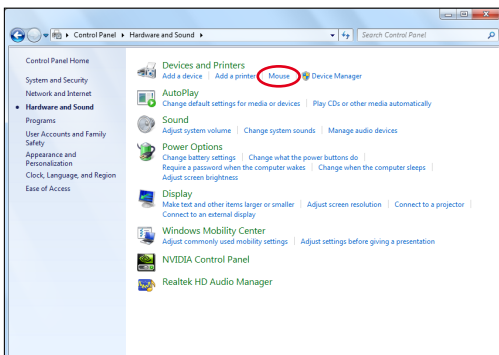 Control Panel ▸ Hardware and Sound ▸
Search Control Panel
Control Panel Home
System and Security
Network and Internet
Hardware and Sound
Programs
User Accounts and Family
Safety
Appearance and
Personalization
Clock, Language, and Region
Ease of Access
Devices and Printers
Add a device | Add a printer | Mouse | Device Manager
AutoPlay
Change default settings for media or devices | Play CDs or other media automatically
Sound
Adjust system volume | Change system sounds | Manage audio devices
Power Options
Change battery settings | Change what the power buttons do |
Require a password when the computer wakes | Change when the computer sleeps |
Adjust screen brightness
Display
Make text and other items larger or smaller | Adjust screen resolution | Connect to a projector |
Connect to an external display
Windows Mobility Center
Adjust commonly used mobility settings | Adjust settings before giving a presentation
NVIDIA Control Panel
Realtek HD Audio Manager